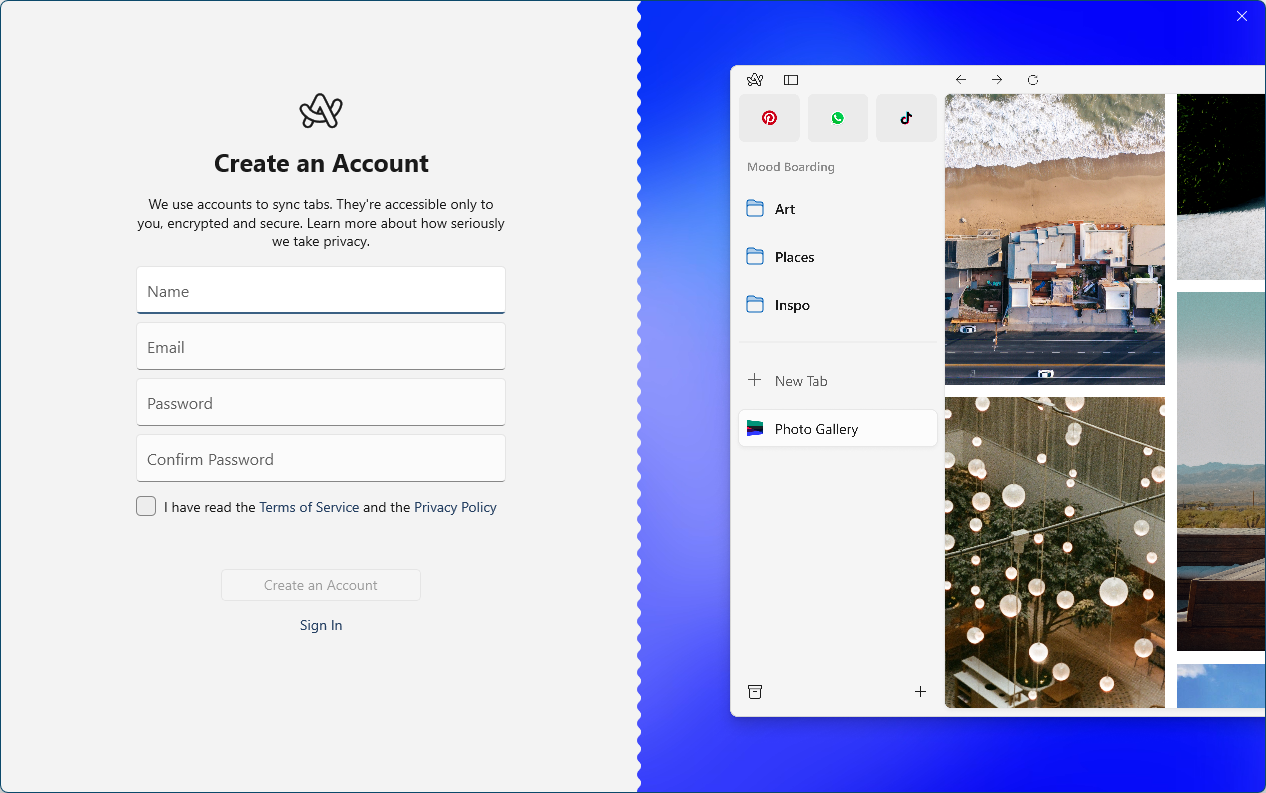 Create an Account
We use accounts to sync tabs. They're accessible only to
you, encrypted and secure. Learn more about how seriously
we take privacy.
Name
Email
Password
Confirm Password
I have read the Terms of Service and the Privacy Policy
Create an Account
Sign In
Mood Boarding
Art
Places
Inspo
New Tab
Photo Gallery